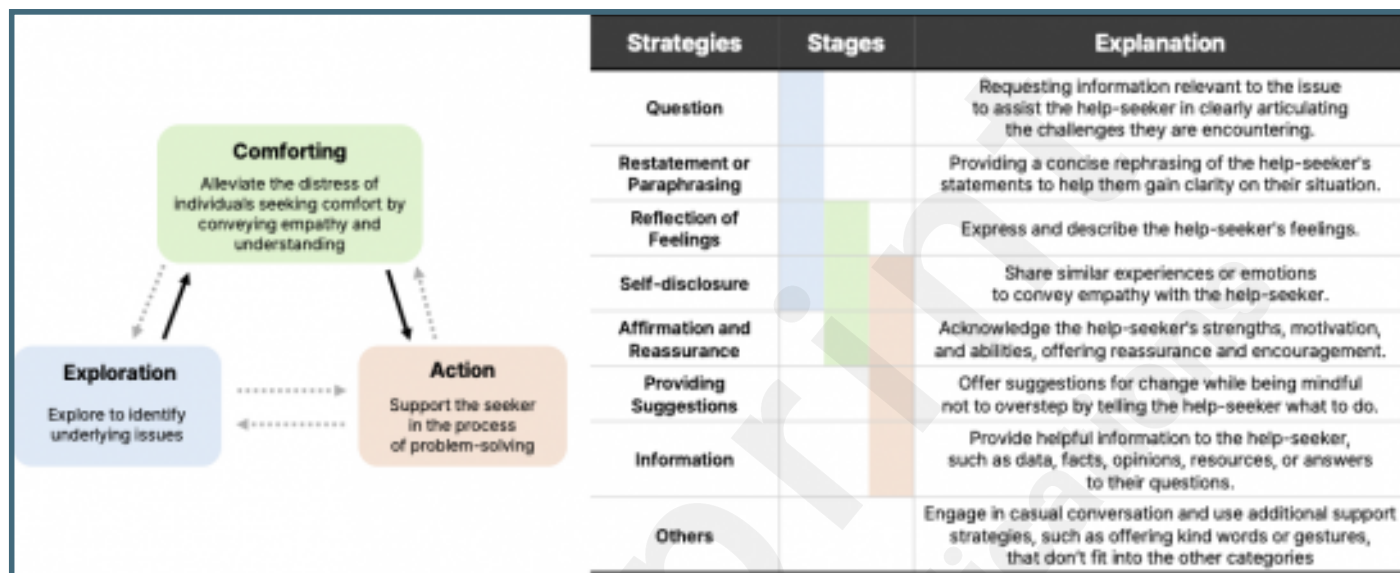 Comforting
Alleviate the distress of
individuals seeking comfort by
conveying empathy and
understanding
Exploration
Explore to identify
underlying issues
Action
Support the seeker
in the process
of problem-solving
Strategies Stages Explanation
Question
Requesting information relevant to the issue
to assist the help-seeker in clearly articulating
the challenges they are encountering.
Restatement or
Paraphrasing
Providing a concise rephrasing of the help-seeker's
statements to help them gain clarity on their situation.
Reflection of
Feelings
Express and describe the help-seeker's feelings.
Self-disclosure
Share similar experiences or emotions
to convey empathy with the help-seeker.
Affirmation and
Reassurance
Acknowledge the help-seeker's strengths, motivation,
and abilities, offering reassurance and encouragement.
Providing
Suggestions
Offer suggestions for change while being mindful
not to overstep by telling the help-seeker what to do.
Information
Provide helpful information to the help-seeker,
such as data, facts, opinions, resources, or answers
to their questions.
Others
Engage in casual conversation and use additional support
strategies, such as offering kind words or gestures,
that don't fit into the other categories